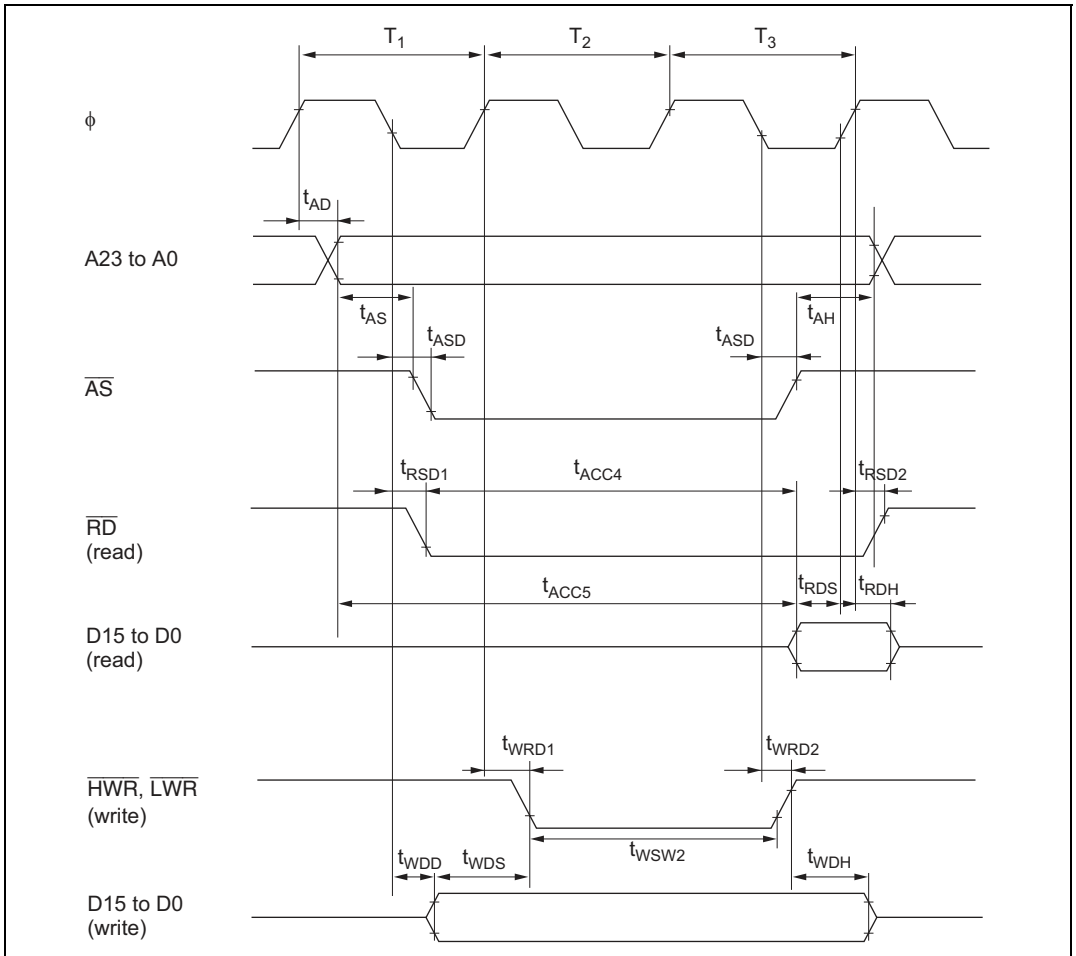 T1 T2 T3
ϕ
tAD
A23 to A0
tAS tAH
tASD tASD
AS
tRSD1 tACC4 tRSD2
RD
(read)
tACC5 tRDS tRDH
D15 to D0
(read)
tWRD1 tWRD2
HWR, LWR
(write)
tWSW2
tWDD tWDS tWDH
D15 to D0
(write)